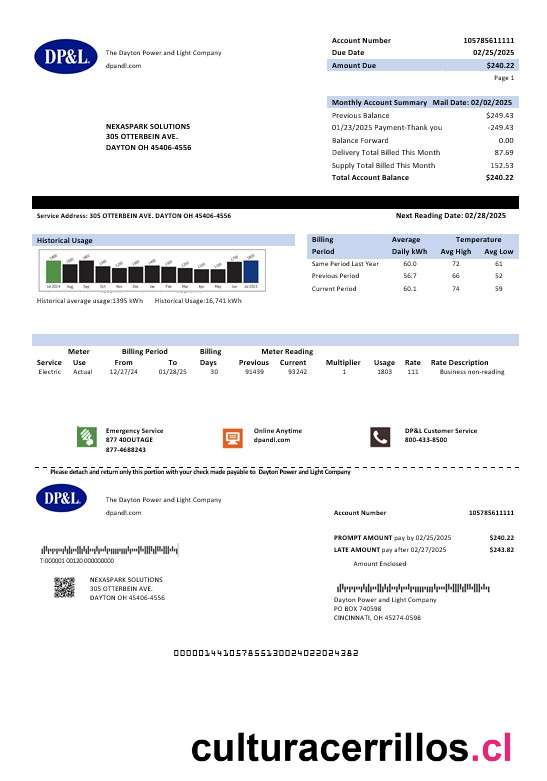 DP&L.
The Dayton Power and Light Company
dpandl.com
Account Number 105785611111
Due Date 02/25/2025
Amount Due $240.22
Page 1
Monthly Account Summary Mail Date: 02/02/2025
Previous Balance $249.43
01/23/2025 Payment-Thank you -249.43
Balance Forward 0.00
Delivery Total Billed This Month 87.69
Supply Total Billed This Month 152.53
Total Account Balance $240.22
NEXASPARK SOLUTIONS
305 OTTERBEIN AVE.
DAYTON OH 45406-4556
Service Address: 305 OTTERBEIN AVE. DAYTON OH 45406-4556
Next Reading Date: 02/28/2025
Historical Usage
Jul 2024 Aug Sep Oct Nov Dec Jan Feb Mar Apr May Jun Jul 2025
Historical average usage:1395 kWh Historical Usage:16,741 kWh
Billing Average Temperature
Period Daily kWh Avg High Avg Low
Same Period Last Year 60.0 72 61
Previous Period 56.7 66 52
Current Period 60.1 74 59
Meter Billing Period Billing Meter Reading
Service Use From To Days Previous Current Multiplier Usage Rate Rate Description
Electric Actual 12/27/24 01/28/25 30 91439 93242 1 1803 111 Business non-reading
Emergency Service
877 40OUTAGE
877-4688243
Online Anytime
dpandl.com
DP&L Customer Service
800-433-8500
Please detach and return only this portion with your check made payable to Dayton Power and Light Company
DP&L.
The Dayton Power and Light Company
dpandl.com
Account Number 105785611111
PROMPT AMOUNT pay by 02/25/2025 $240.22
LATE AMOUNT pay after 02/27/2025 $243.82
Amount Enclosed
T:000001 00120 000000000
NEXASPARK SOLUTIONS
305 OTTERBEIN AVE.
DAYTON OH 45406-4556
Dayton Power and Light Company
PO BOX 740598
CINCINNATI, OH 45274-0598
000001441057855130024022024382
culturacerrillos.cl